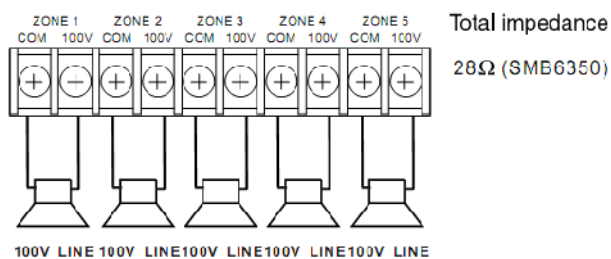 ZONE 1 ZONE 2 ZONE 3 ZONE 4 ZONE 5
COM 100V COM 100V COM 100V COM 100V COM 100V
Total impedance
28Ω (SMB6350)
100V LINE 100V LINE 100V LINE 100V LINE 100V LINE